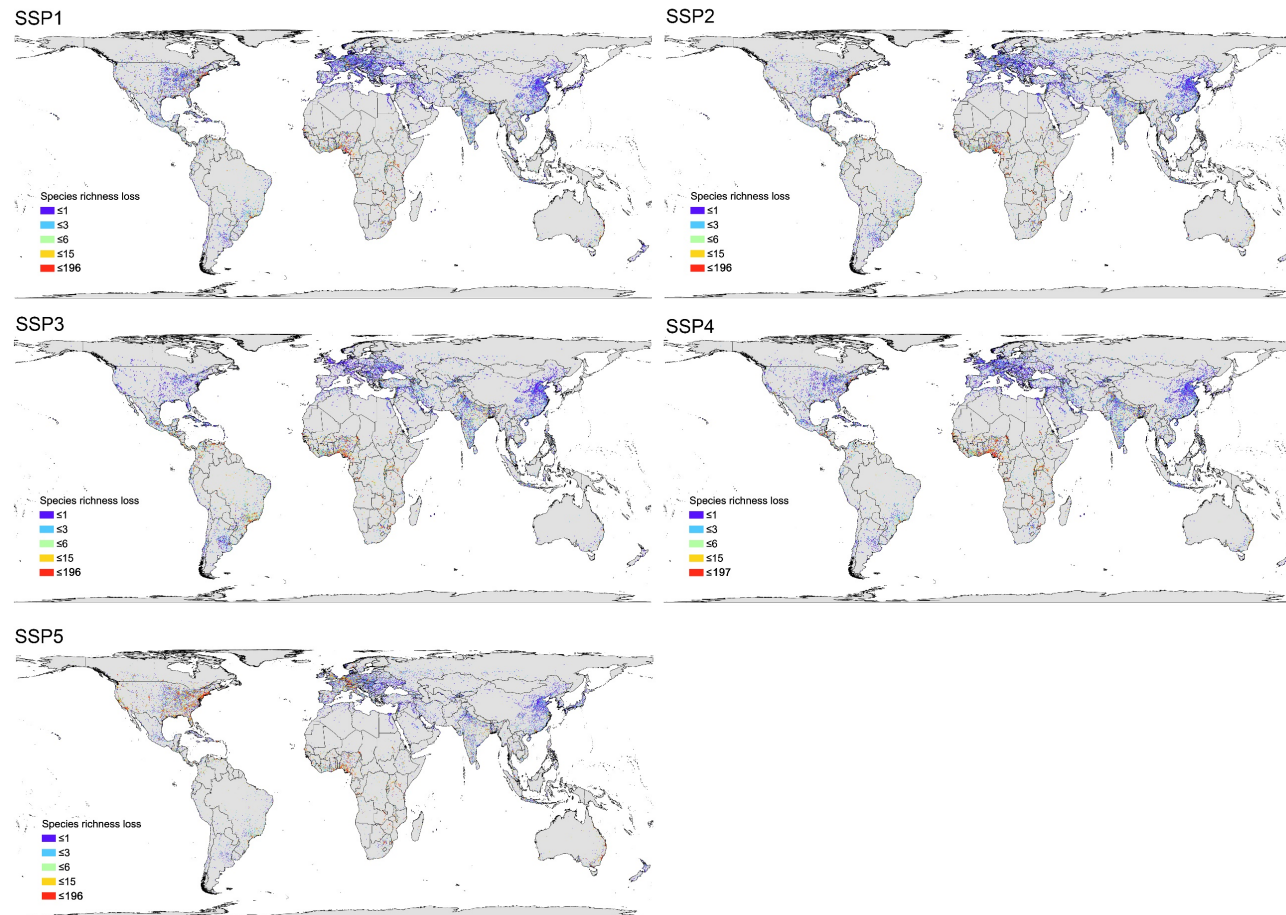 SSP1
Species richness loss
≤1
≤3
≤6
≤15
≤196
SSP2
Species richness loss
≤1
≤3
≤6
≤15
≤196
SSP3
Species richness loss
≤1
≤3
≤6
≤15
≤196
SSP4
Species richness loss
≤1
≤3
≤6
≤15
≤197
SSP5
Species richness loss
≤1
≤3
≤6
≤15
≤196